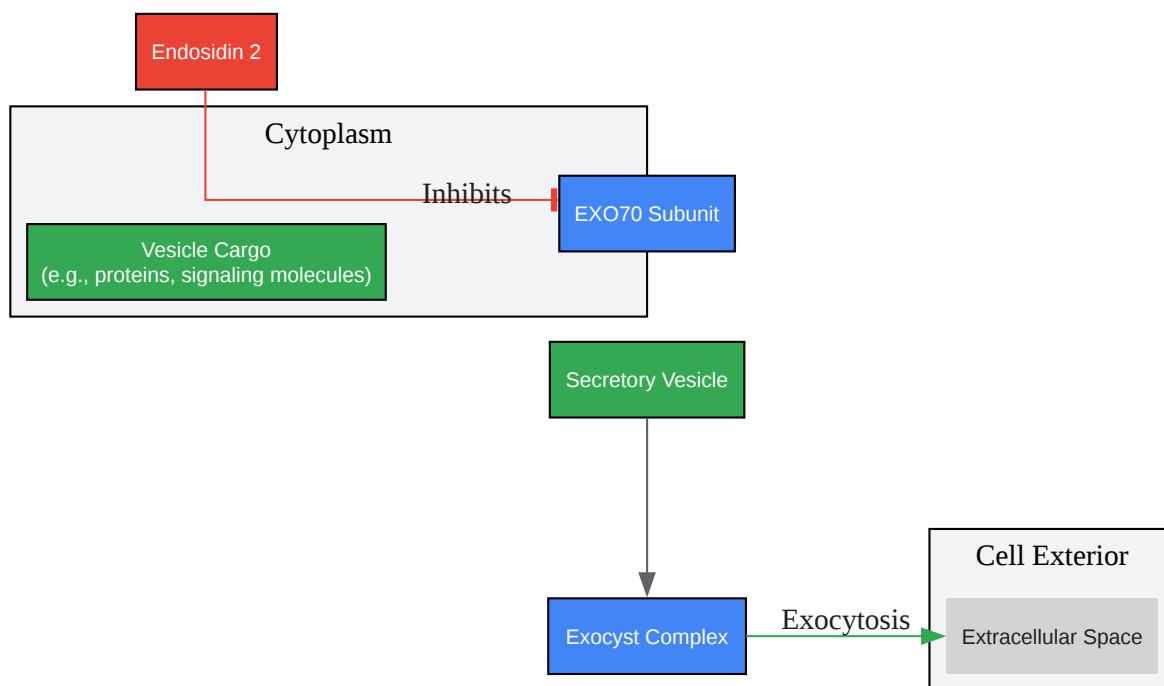 Endosidin 2
Cytoplasm
Inhibits
EXO70 Subunit
Vesicle Cargo
(e.g., proteins, signaling molecules)
Secretory Vesicle
Cell Exterior
Exocyst Complex
Exocytosis
Extracellular Space